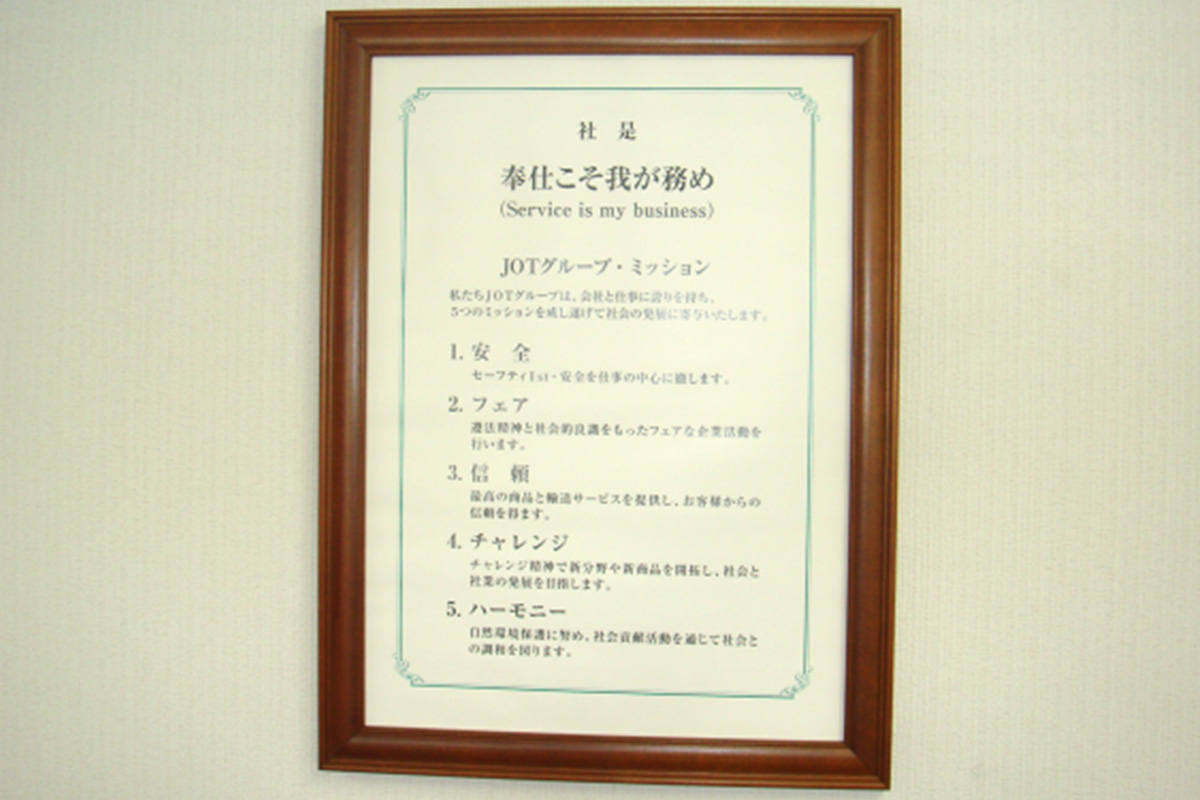 社 是
奉仕こそ我が務め
(Service is my business)
JOTグループ・ミッション
私たちJOTグループは、会社と仕事に誇りを持ち、
5つのミッションを成し遂げて社会の発展に寄与いたします。
1. 安 全
セーフティ1st・安全を仕事の中心に徹します。
2. フェア
遵法精神と社会的良識をもったフェアな企業活動を
行います。
3. 信 頼
最高の商品と輸送サービスを提供し、お客様からの
信頼を得ます。
4. チャレンジ
チャレンジ精神で新分野や新商品を開拓し、社会と
社業の発展を目指します。
5. ハーモニー
自然環境保護に努め、社会貢献活動を通じて社会と
の調和を図ります。